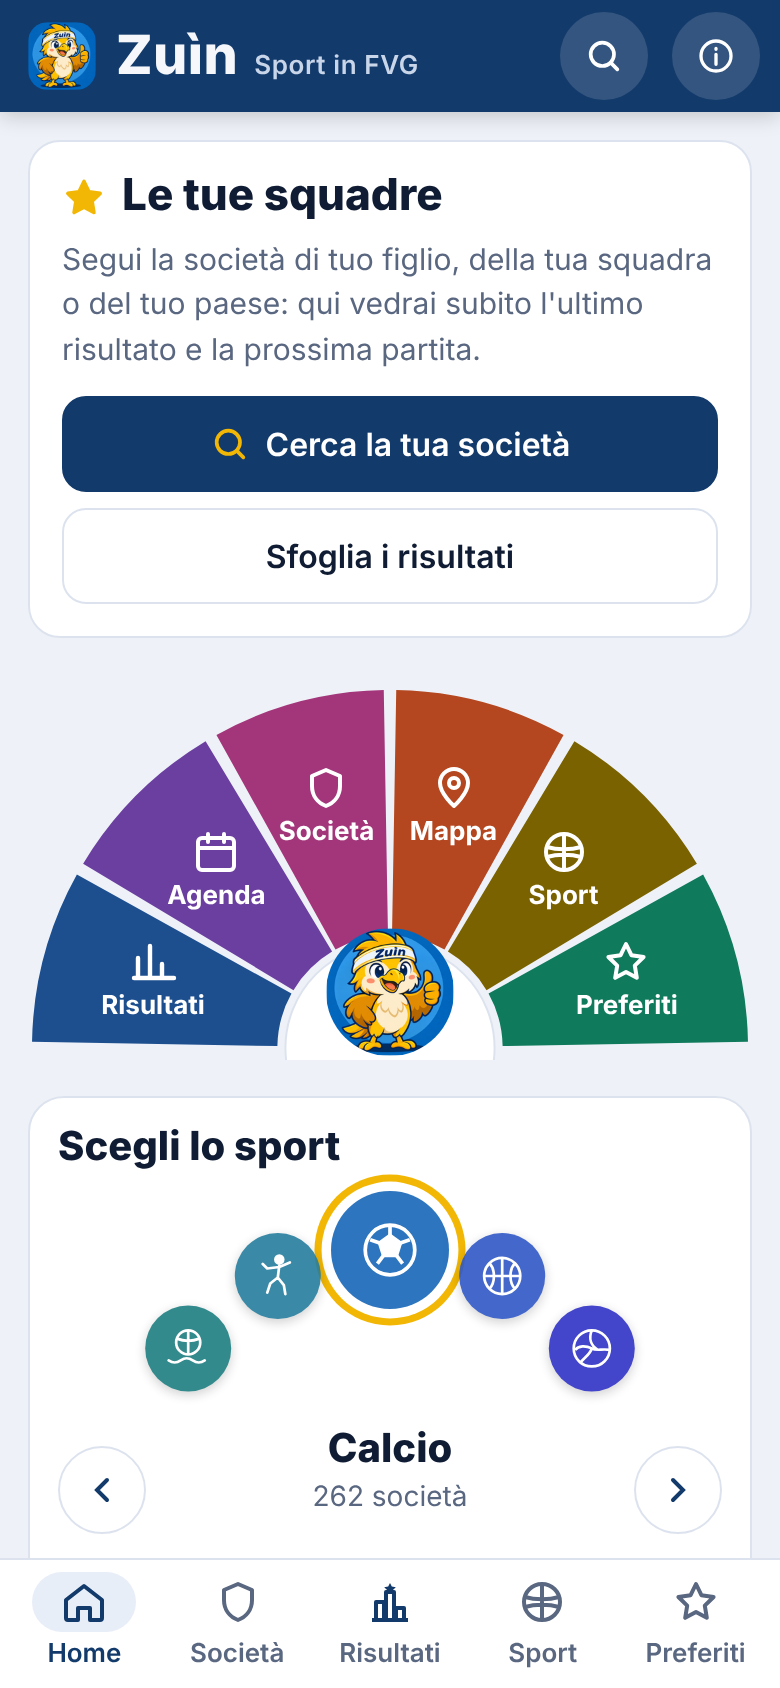 Zuìn Sport in FVG
Le tue squadre
Segui la società di tuo figlio, della tua squadra
o del tuo paese: qui vedrai subito l'ultimo
risultato e la prossima partita.
Cerca la tua società
Sfoglia i risultati
Società
Mappa
Agenda
Sport
Risultati
Preferiti
Zuìn
Scegli lo sport
Calcio
262 società
Home
Società
Risultati
Sport
Preferiti